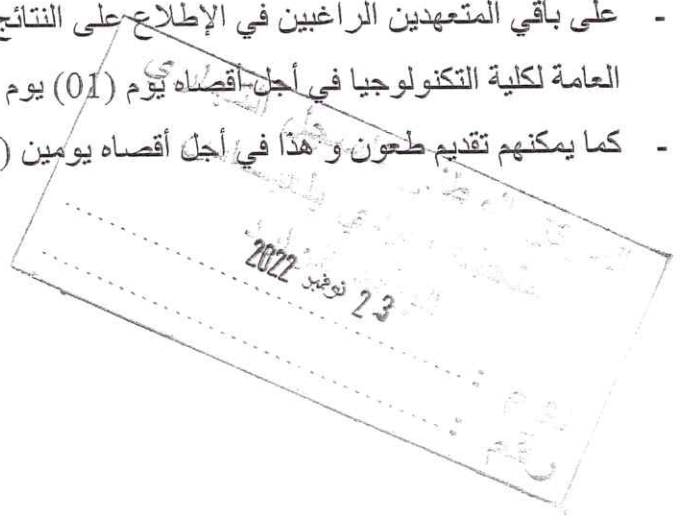 - على باقي المتعهدين الراغبين في الإطلاع على النتائج
العامة لكلية التكنولوجيا في أجل أقصاه يوم (01) يوم
- كما يمكنهم تقديم طعون و هذا في أجل أقصاه يومين (
23 نوفمبر 2022